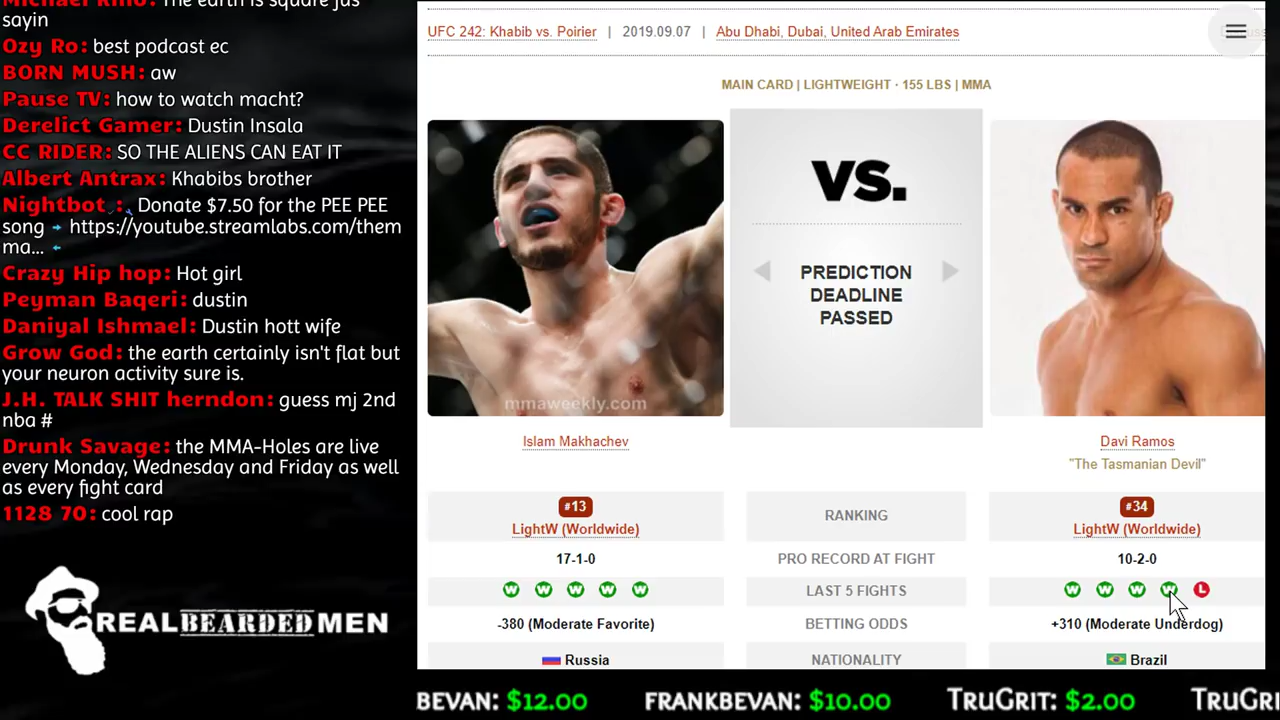 Michael Rino: The earth is square jus
sayin
Ozy Ro: best podcast ec
BORN MUSH: aw
Pause TV: how to watch macht?
Derelict Gamer: Dustin Insala
CC RIDER: SO THE ALIENS CAN EAT IT
Albert Antrax: Khabibs brother
Nightbot : Donate $7.50 for the PEE PEE
song https://youtube.streamlabs.com/them
ma...
Crazy Hip hop: Hot girl
Peyman Baqeri: dustin
Daniyal Ishmael: Dustin hott wife
Grow God: the earth certainly isn't flat but
your neuron activity sure is.
J.H. TALK SHIT herndon: guess mj 2nd
nba #
Drunk Savage: the MMA-Holes are live
every Monday, Wednesday and Friday as well
as every fight card
1128 70: cool rap
REALBEARDEDMEN
UFC 242: Khabib vs. Poirier | 2019.09.07 | Abu Dhabi, Dubai, United Arab Emirates
MAIN CARD | LIGHTWEIGHT · 155 LBS | MMA
VS.
PREDICTION
DEADLINE
PASSED
mmaweekly.com
Islam Makhachev
Davi Ramos
"The Tasmanian Devil"
#13 RANKING #34
LightW (Worldwide) LightW (Worldwide)
17-1-0 PRO RECORD AT FIGHT 10-2-0
W W W W W LAST 5 FIGHTS W W W W L
-380 (Moderate Favorite) BETTING ODDS +310 (Moderate Underdog)
Russia NATIONALITY Brazil
BEVAN: $12.00 FRANKBEVAN: $10.00 TRUGRIT: $2.00 TRUG